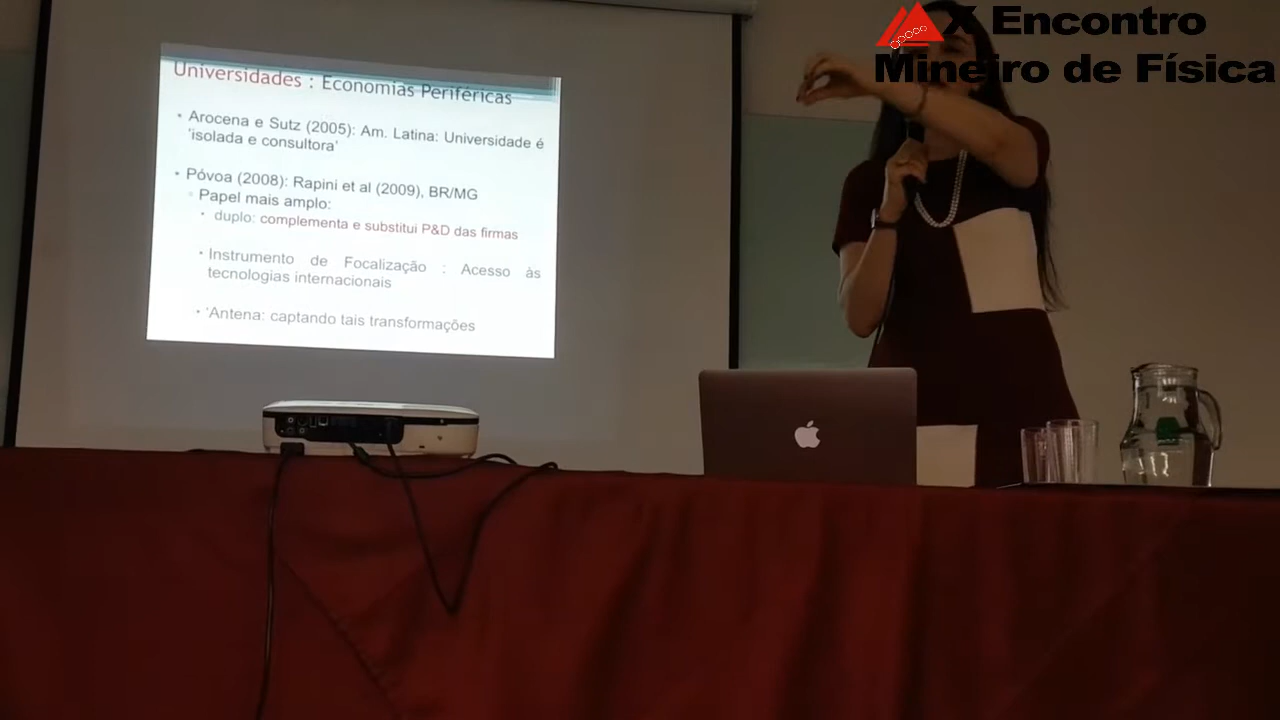 X Encontro
Mineiro de Física
Universidades : Economias Periféricas
• Arocena e Sutz (2005): Am. Latina: Universidade é
'isolada e consultora'
• Póvoa (2008): Rapini et al (2009), BR/MG
▫ Papel mais amplo:
• duplo: complementa e substitui P&D das firmas
• Instrumento de Focalização : Acesso às
tecnologias internacionais
• 'Antena: captando tais transformações